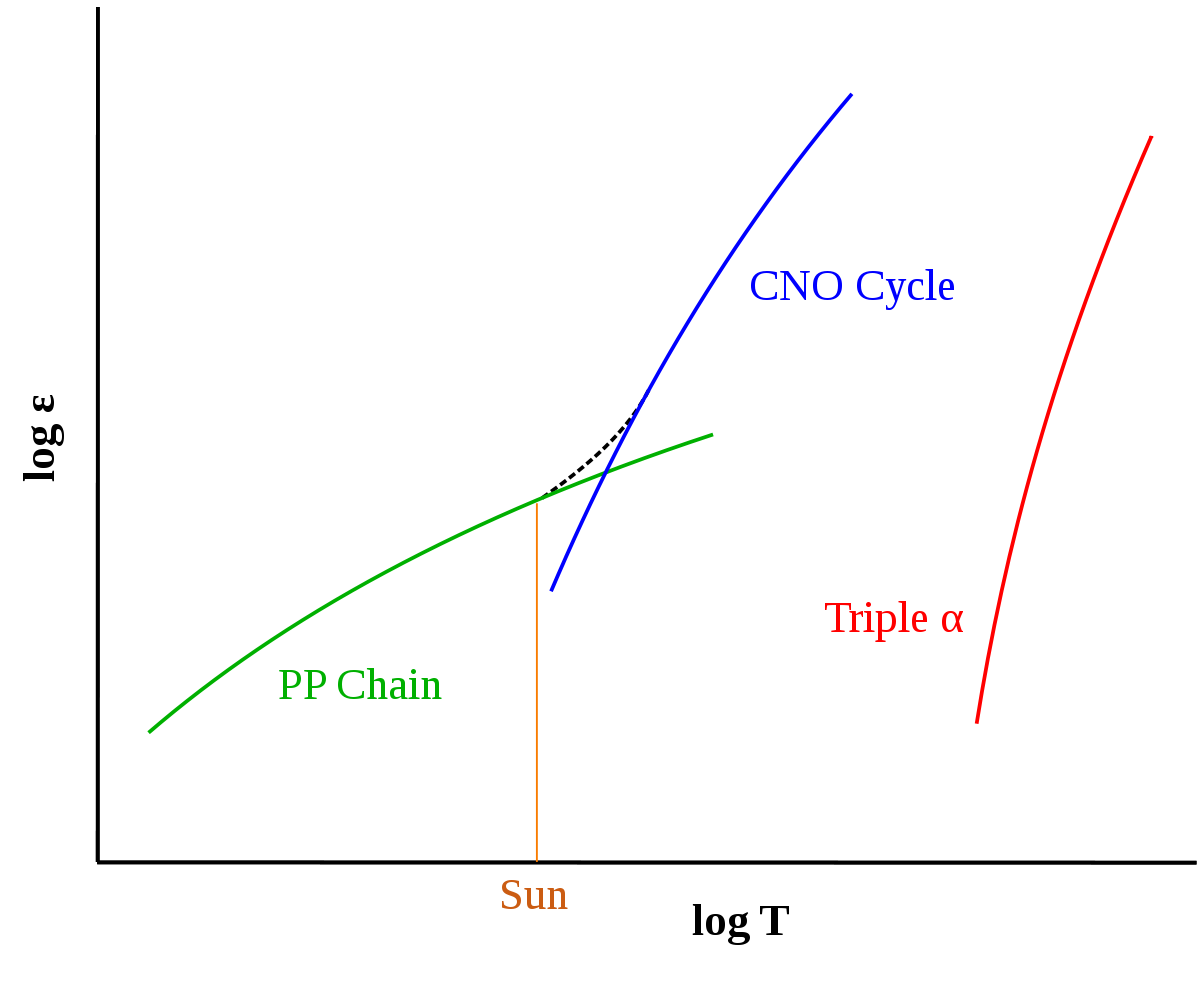 CNO Cycle
log ε
Triple α
PP Chain
Sun
log T